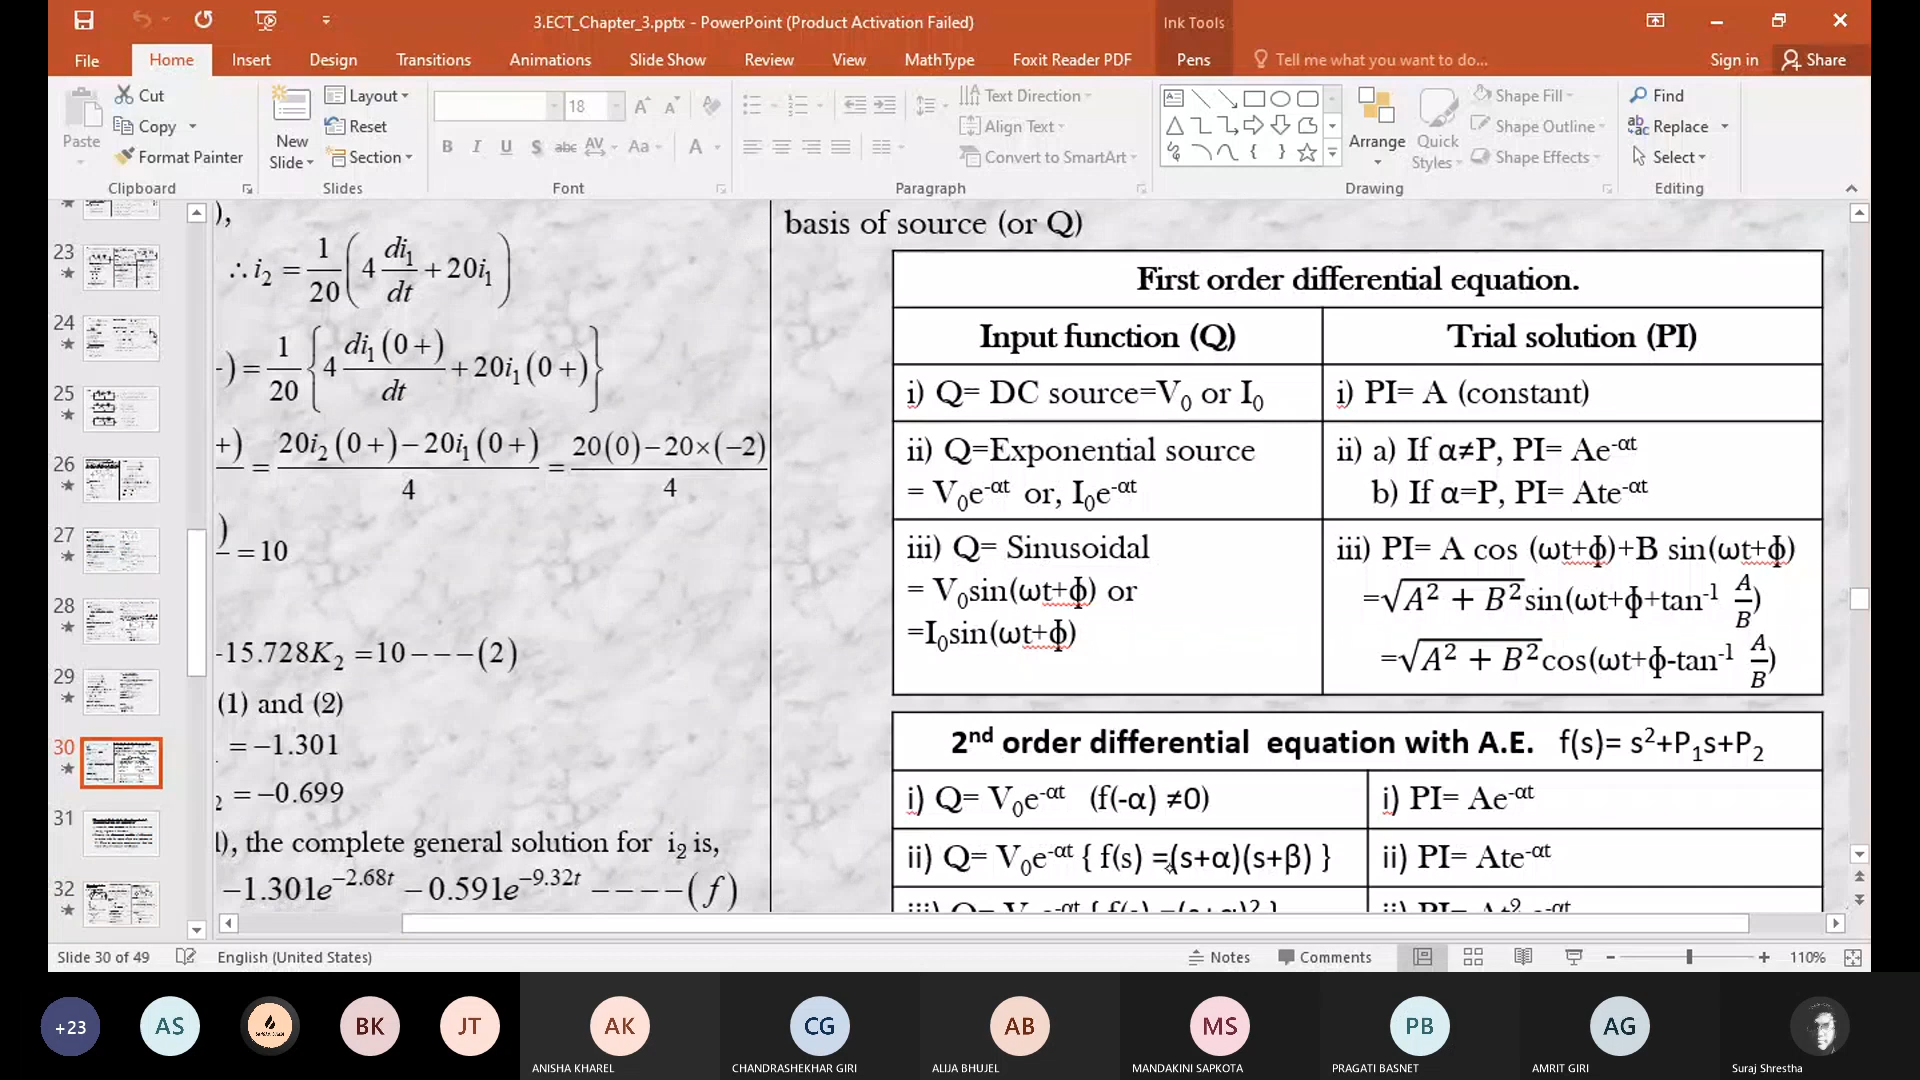 3.ECT_Chapter_3.pptx - PowerPoint (Product Activation Failed)
Ink Tools
File Home Insert Design Transitions Animations Slide Show Review View MathType Foxit Reader PDF Pens Tell me what you want to do... Sign in Share
Paste
Cut
Copy
Format Painter
Clipboard
New Slide
Layout
Reset
Section
Slides
18
B I U S abc AV Aa A
Font
Paragraph
Text Direction
Align Text
Convert to SmartArt
Arrange
Quick Styles
Shape Fill
Shape Outline
Shape Effects
Drawing
Find
Replace
Select
Editing
23
24
25
26
27
28
29
30
31
32
),
∴i₂ = 1/20 (4 di₁/dt + 20i₁)
-) = 1/20 {4 di₁(0+)/dt + 20i₁(0+)}
+) = (20i₂(0+)−20i₁(0+))/4 = (20(0)−20×(−2))/4
) =10
-15.728K₂ =10−−−(2)
(1) and (2)
= −1.301
₂ = −0.699
), the complete general solution for i₂ is,
−1.301e^(−2.68t) −0.591e^(−9.32t) −−−−(f)
basis of source (or Q)
First order differential equation.
Input function (Q) Trial solution (PI)
i) Q= DC source=V₀ or I₀ i) PI= A (constant)
ii) Q=Exponential source ii) a) If α≠P, PI= Ae^(-αt)
= V₀e^(-αt) or, I₀e^(-αt) b) If α=P, PI= Ate^(-αt)
iii) Q= Sinusoidal iii) PI= A cos (ωt+ɸ)+B sin(ωt+ɸ)
= V₀sin(ωt+ɸ) or =√(A² + B²)sin(ωt+ɸ+tan⁻¹ A/B)
=I₀sin(ωt+ɸ) =√(A² + B²)cos(ωt+ɸ-tan⁻¹ A/B)
2nd order differential equation with A.E. f(s)= s²+P₁s+P₂
i) Q= V₀e^(-αt) (f(-α) ≠0) i) PI= Ae^(-αt)
ii) Q= V₀e^(-αt) { f(s) =(s+α)(s+β) } ii) PI= Ate^(-αt)
Slide 30 of 49 English (United States) Notes Comments 110%
+23 AS BK JT AK CG AB MS PB AG
ANISHA KHAREL CHANDRASHEKHAR GIRI ALIJA BHUJEL MANDAKINI SAPKOTA PRAGATI BASNET AMRIT GIRI Suraj Shrestha